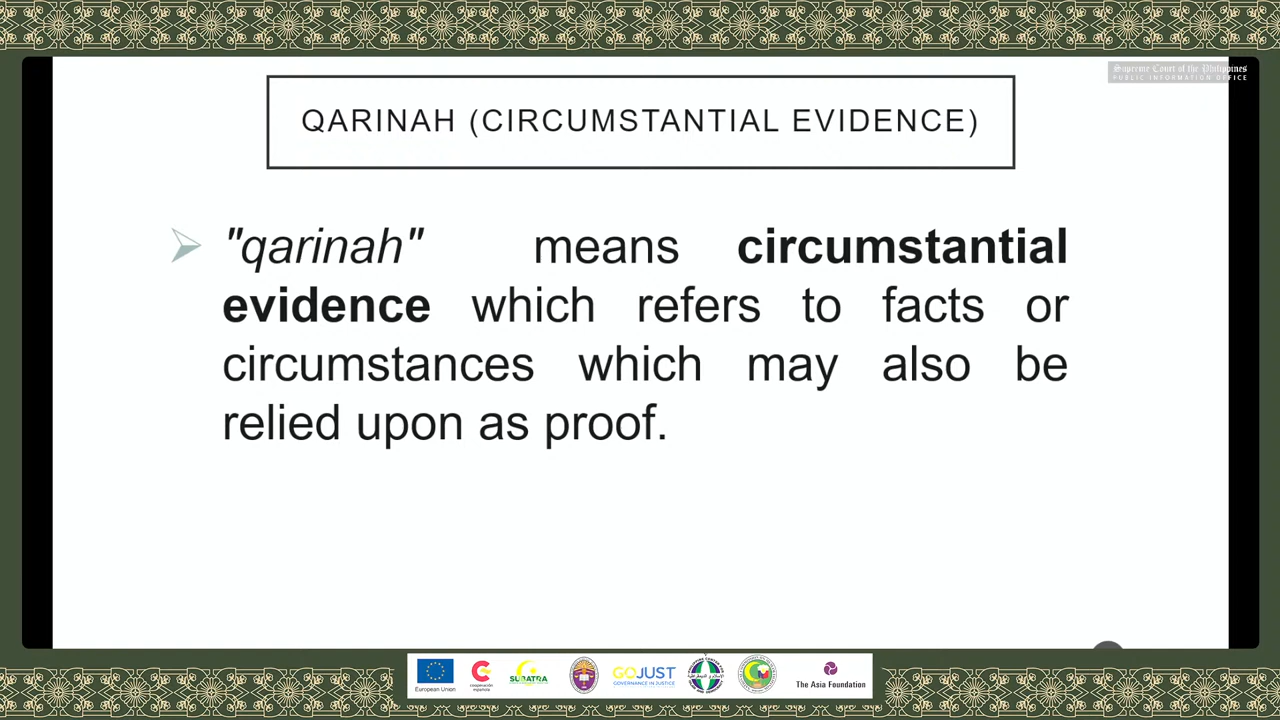 Supreme Court of the Philippines
PUBLIC INFORMATION OFFICE
QARINAH (CIRCUMSTANTIAL EVIDENCE)
"qarinah" means circumstantial
evidence which refers to facts or
circumstances which may also be
relied upon as proof.
European Union
cooperación
española
SUBATRA
GOJUST
GOVERNANCE IN JUSTICE
The Asia Foundation